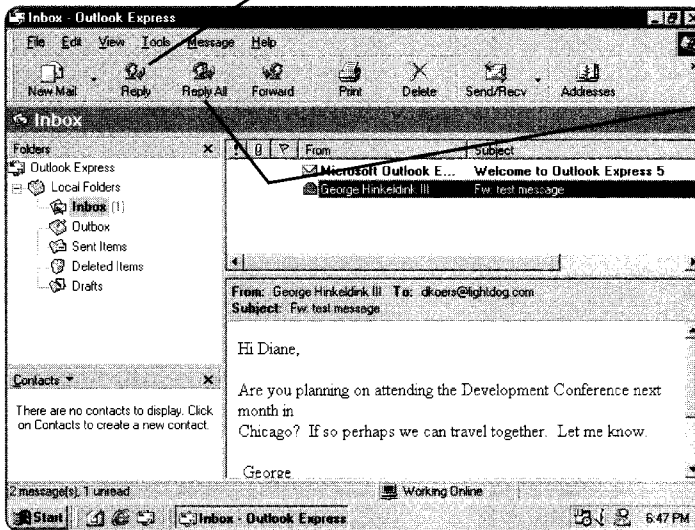 Inbox - Outlook Express
File Edit View Tools Message Help
New Mail Reply Reply All Forward Print Delete Send/Recv Addresses
Inbox
Folders
Outlook Express
Local Folders
Inbox (1)
Outbox
Sent Items
Deleted Items
Drafts
! From Subject
Microsoft Outlook E... Welcome to Outlook Express 5
George Hinkeldink III Fw: test message
From: George Hinkeldink III To: dkoers@lightdog.com
Subject: Fw: test message
Hi Diane,
Are you planning on attending the Development Conference next
month in
Chicago? If so perhaps we can travel together. Let me know.
George
Contacts
There are no contacts to display. Click
on Contacts to create a new contact.
2 message(s), 1 unread Working Online
Start Inbox - Outlook Express 6:47 PM